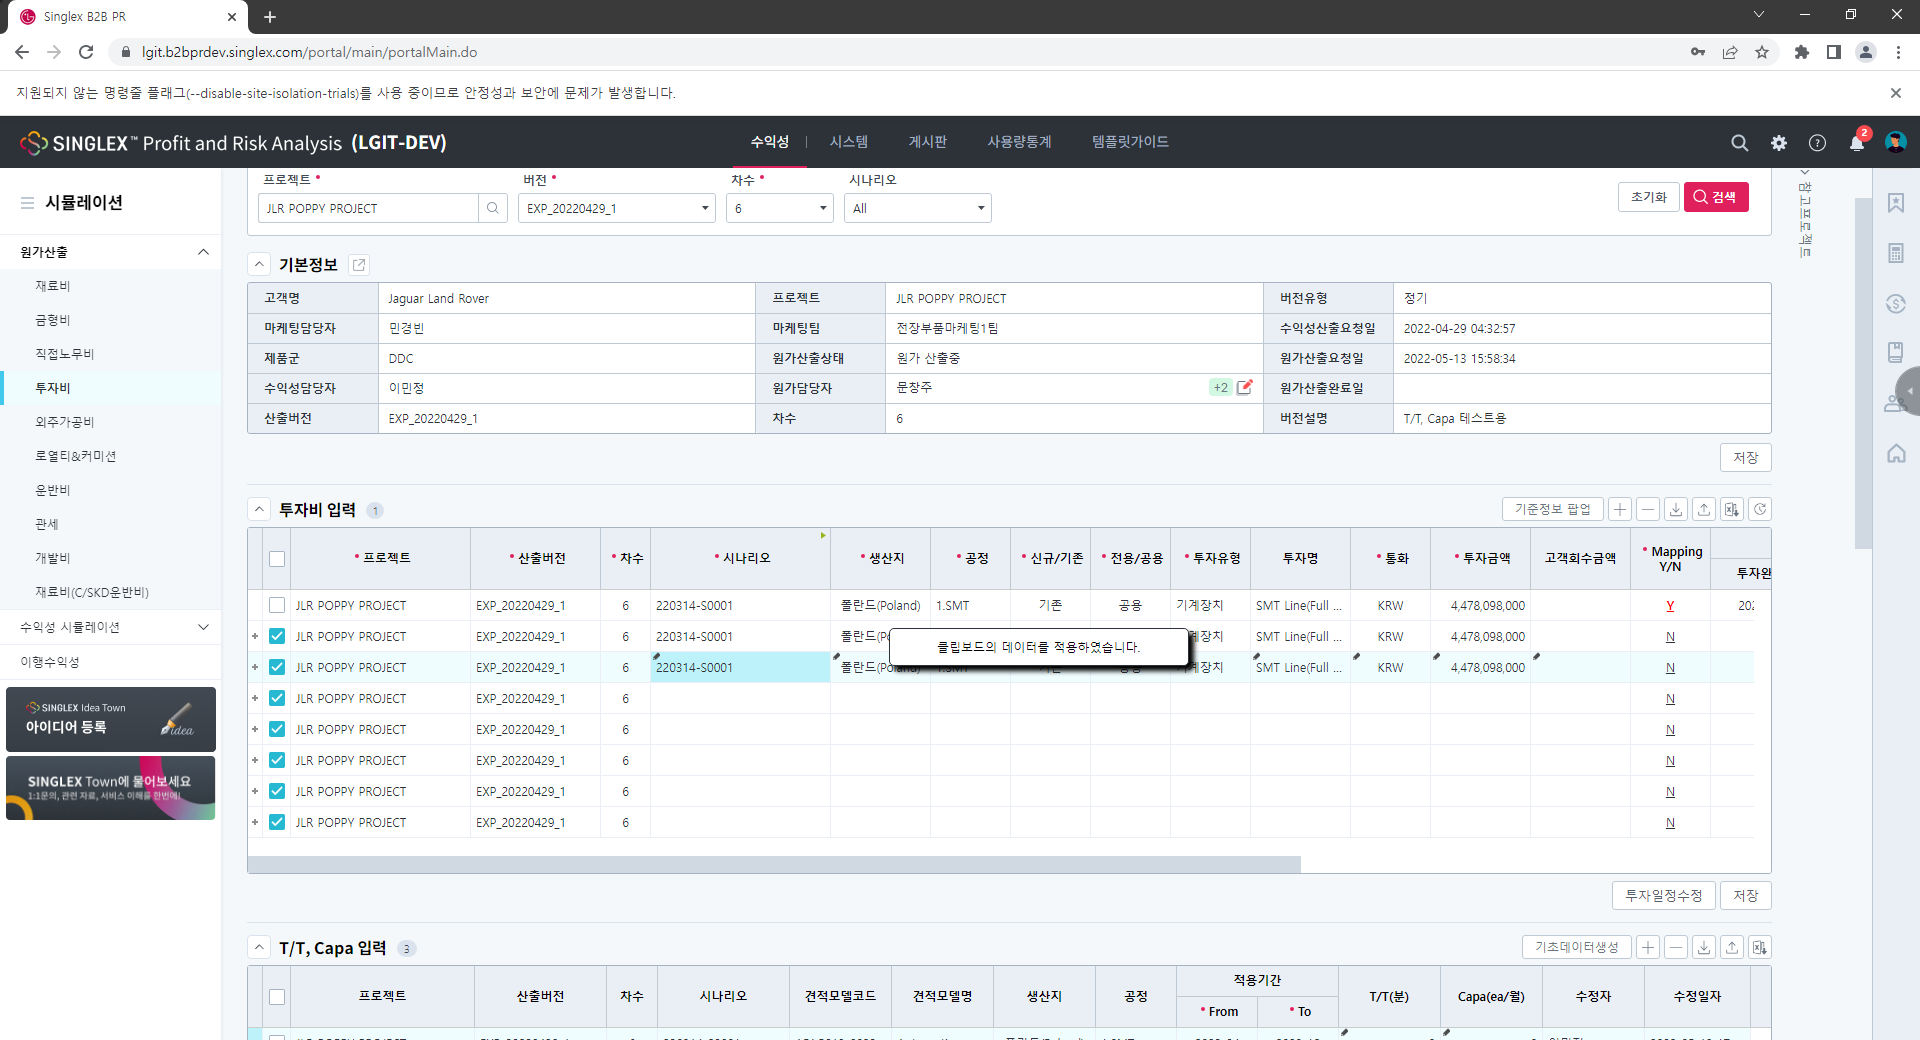 Singlex B2B PR
lgit.b2bprdev.singlex.com/portal/main/portalMain.do
지원되지 않는 명령줄 플래그(--disable-site-isolation-trials)를 사용 중이므로 안정성과 보안에 문제가 발생합니다.
SINGLEX™ Profit and Risk Analysis (LGIT-DEV)
수익성 시스템 게시판 사용량통계 템플릿가이드
2
시뮬레이션
원가산출
재료비
금형비
직접노무비
투자비
외주가공비
로열티&커미션
운반비
관세
개발비
재료비(C/SKD운반비)
수익성 시뮬레이션
이행수익성
SINGLEX Idea Town
아이디어 등록
idea
SINGLEX Town에 물어보세요
1:1문의, 관련 자료, 서비스 이해를 한번에!
프로젝트 * 버전 * 차수 * 시나리오
JLR POPPY PROJECT EXP_20220429_1 6 All
초기화 검색
참고프로젝트
기본정보
고객명 Jaguar Land Rover 프로젝트 JLR POPPY PROJECT 버전유형 정기
마케팅담당자 민경빈 마케팅팀 전장부품마케팅1팀 수익성산출요청일 2022-04-29 04:32:57
제품군 DDC 원가산출상태 원가 산출중 원가산출요청일 2022-05-13 15:58:34
수익성담당자 이민정 원가담당자 문창주 +2 원가산출완료일
산출버전 EXP_20220429_1 차수 6 버전설명 T/T, Capa 테스트용
저장
투자비 입력 1
기준정보 팝업
* 프로젝트 * 산출버전 * 차수 * 시나리오 * 생산지 * 공정 * 신규/기존 * 전용/공용 * 투자유형 투자명 * 통화 * 투자금액 고객회수금액 * Mapping Y/N 투자완
JLR POPPY PROJECT EXP_20220429_1 6 220314-S0001 폴란드(Poland) 1.SMT 기존 공용 기계장치 SMT Line(Full ... KRW 4,478,098,000 Y 202
JLR POPPY PROJECT EXP_20220429_1 6 220314-S0001 폴란드(Po 계장치 SMT Line(Full ... KRW 4,478,098,000 N
클립보드의 데이터를 적용하였습니다.
JLR POPPY PROJECT EXP_20220429_1 6 220314-S0001 폴란드(Poland) 1.SMT 기존 공용 기계장치 SMT Line(Full ... KRW 4,478,098,000 N
JLR POPPY PROJECT EXP_20220429_1 6 N
JLR POPPY PROJECT EXP_20220429_1 6 N
JLR POPPY PROJECT EXP_20220429_1 6 N
JLR POPPY PROJECT EXP_20220429_1 6 N
JLR POPPY PROJECT EXP_20220429_1 6 N
투자일정수정 저장
T/T, Capa 입력 3
기초데이터생성
프로젝트 산출버전 차수 시나리오 견적모델코드 견적모델명 생산지 공정 적용기간 T/T(분) Capa(ea/월) 수정자 수정일자
* From * To